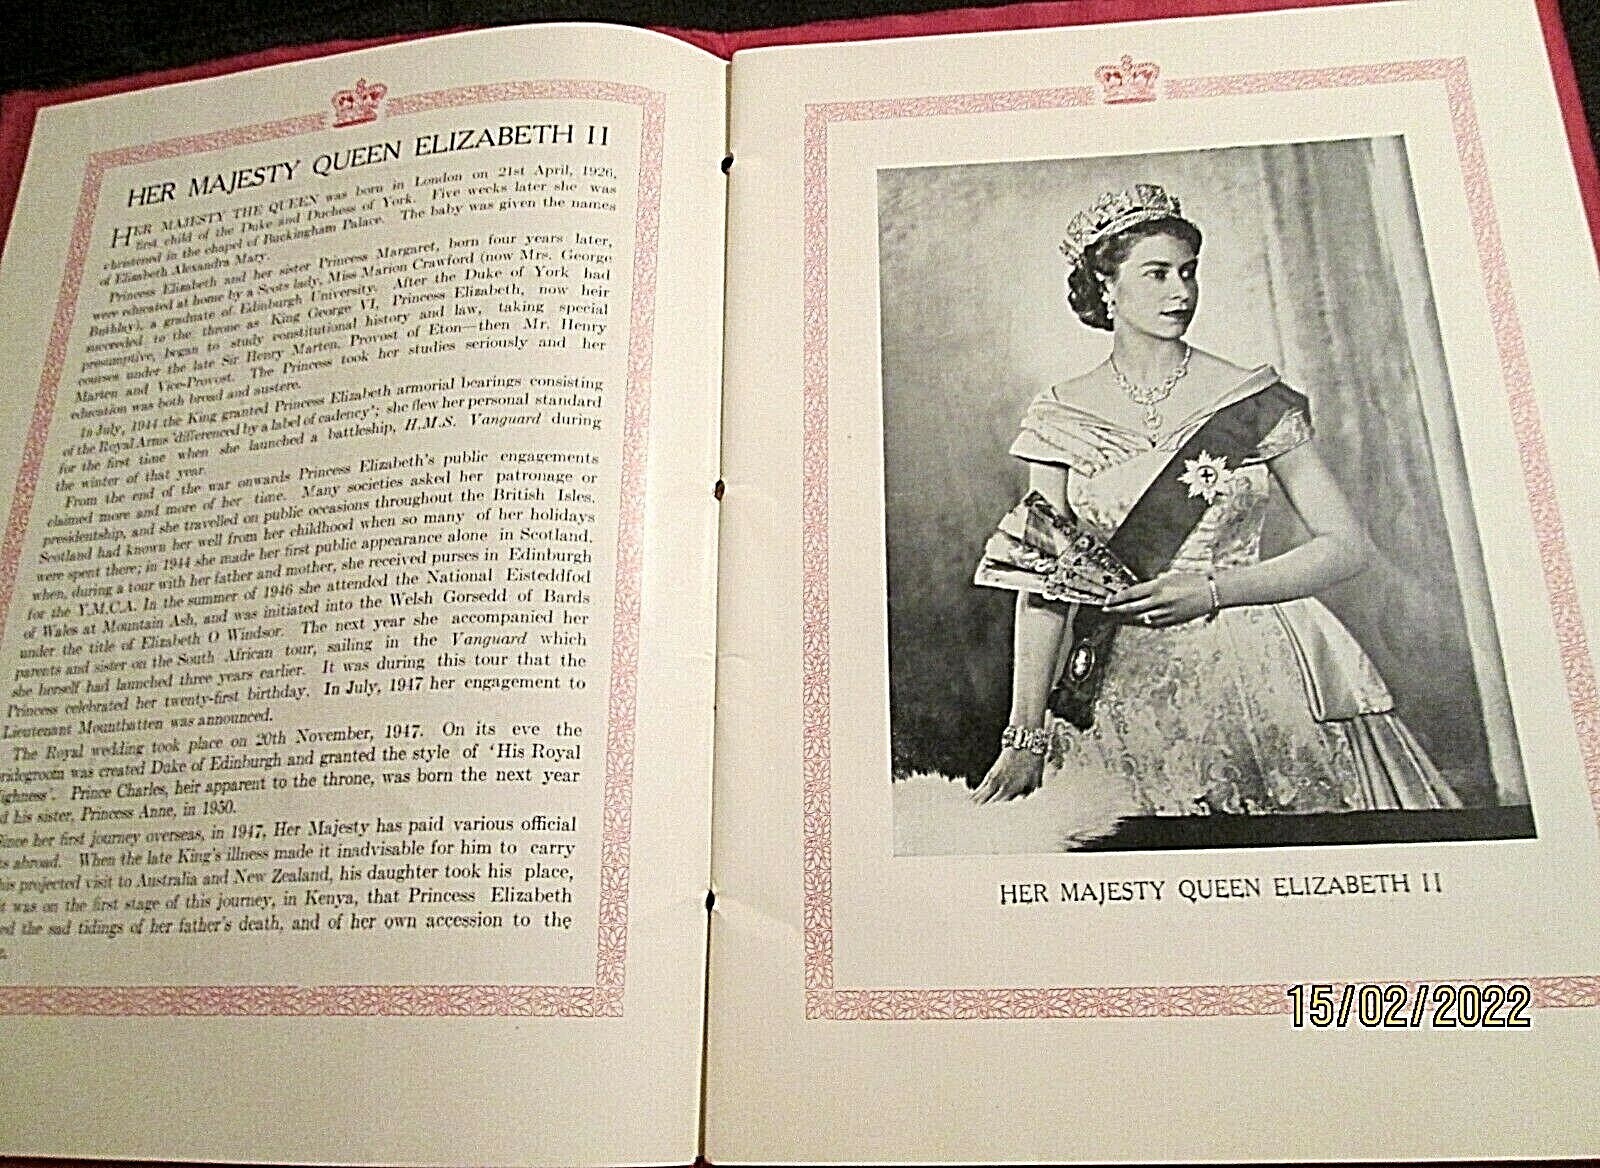 HER MAJESTY QUEEN ELIZABETH II
HER MAJESTY THE QUEEN was born in London on 21st April, 1926,
first child of the Duke and Duchess of York. Five weeks later she was
christened in the chapel of Buckingham Palace. The baby was given the names
of Elizabeth Alexandra Mary.
Princess Elizabeth and her sister Princess Margaret, born four years later,
were educated at home by a Scots lady, Miss Marion Crawford (now Mrs. George
Buthlay), a graduate of Edinburgh University. After the Duke of York had
succeeded to the throne as King George VI, Princess Elizabeth, now heir
presumptive, began to study constitutional history and law, taking special
courses under the late Sir Henry Marten, Provost of Eton—then Mr. Henry
Marten and Vice-Provost. The Princess took her studies seriously and her
education was both broad and austere.
In July, 1944 the King granted Princess Elizabeth armorial bearings consisting
of the Royal Arms 'differenced by a label of cadency'; she flew her personal standard
for the first time when she launched a battleship, H.M.S. Vanguard during
the winter of that year.
From the end of the war onwards Princess Elizabeth's public engagements
claimed more and more of her time. Many societies asked her patronage or
presidentship, and she travelled on public occasions throughout the British Isles.
Scotland had known her well from her childhood when so many of her holidays
were spent there; in 1944 she made her first public appearance alone in Scotland,
when, during a tour with her father and mother, she received purses in Edinburgh
for the Y.M.C.A. In the summer of 1946 she attended the National Eisteddfod
of Wales at Mountain Ash, and was initiated into the Welsh Gorsedd of Bards
under the title of Elizabeth O Windsor. The next year she accompanied her
parents and sister on the South African tour, sailing in the Vanguard which
she herself had launched three years earlier. It was during this tour that the
Princess celebrated her twenty-first birthday. In July, 1947 her engagement to
Lieutenant Mountbatten was announced.
The Royal wedding took place on 20th November, 1947. On its eve the
ridegroom was created Duke of Edinburgh and granted the style of 'His Royal
ighness'. Prince Charles, heir apparent to the throne, was born the next year
d his sister, Princess Anne, in 1950.
Since her first journey overseas, in 1947, Her Majesty has paid various official
ts abroad. When the late King's illness made it inadvisable for him to carry
his projected visit to Australia and New Zealand, his daughter took his place,
it was on the first stage of this journey, in Kenya, that Princess Elizabeth
ed the sad tidings of her father's death, and of her own accession to the
e.
HER MAJESTY QUEEN ELIZABETH II
15/02/2022